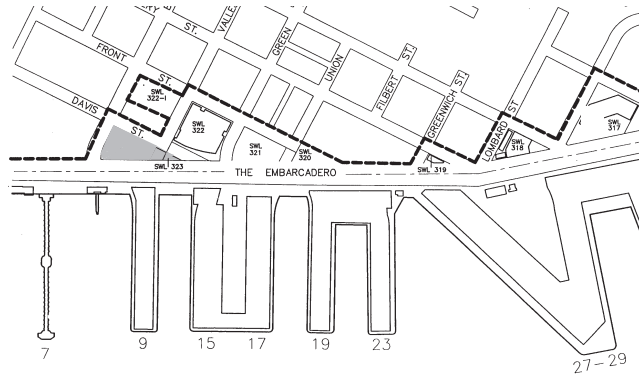 FRONT
ST.
VALLE
GREEN
UNION
FILBERT
ST.
GREENWICH ST.
LOMBARD
ST
DAVIS
ST.
SWL
322-1
SWL
322
SWL
323
SWL
321
SWL
320
SWL 319
SWL
318
SWL
317
THE EMBARCADERO
7
9
15
17
19
23
27-29